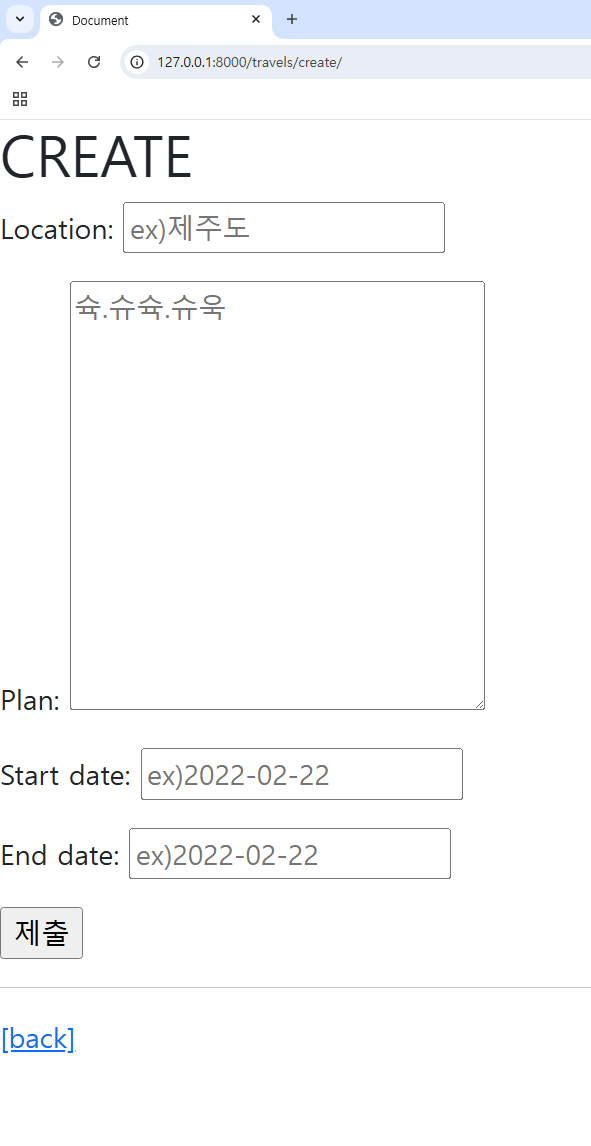 Document
127.0.0.1:8000/travels/create/
CREATE
Location: ex)제주도
슉.슈슉.슈욱
Plan:
Start date: ex)2022-02-22
End date: ex)2022-02-22
제출
[back]